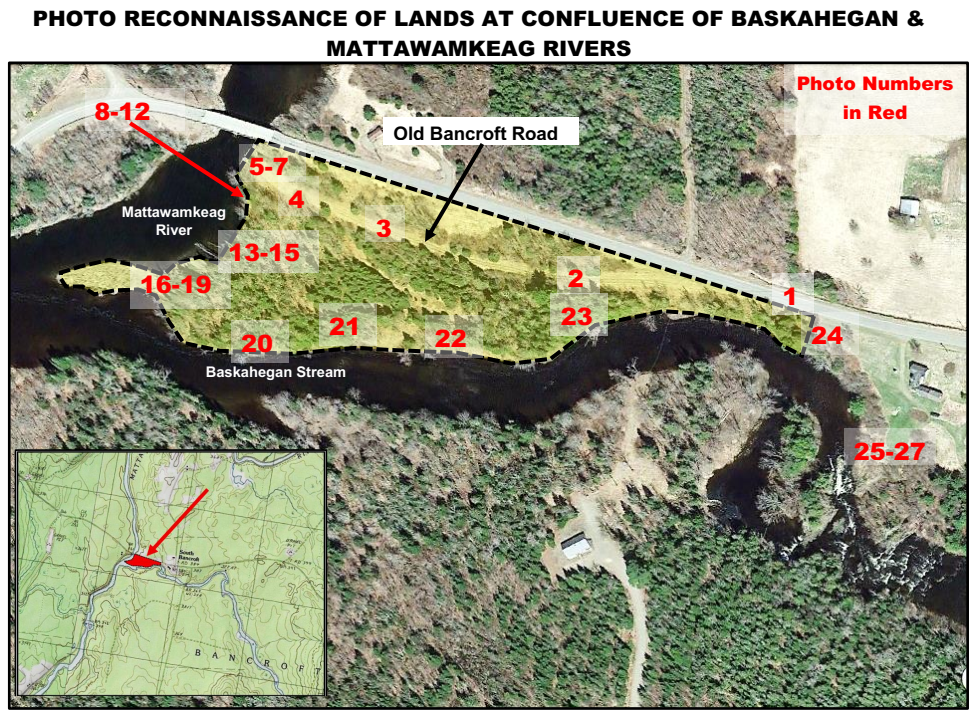 PHOTO RECONNAISSANCE OF LANDS AT CONFLUENCE OF BASKAHEGAN &
MATTAWAMKEAG RIVERS
Photo Numbers
in Red
8-12
Old Bancroft Road
5-7
4
3
Mattawamkeag
River
13-15
16-19
2
1
23
24
21
22
20
Baskahegan Stream
25-27
South
Bancroft
BANCROFT